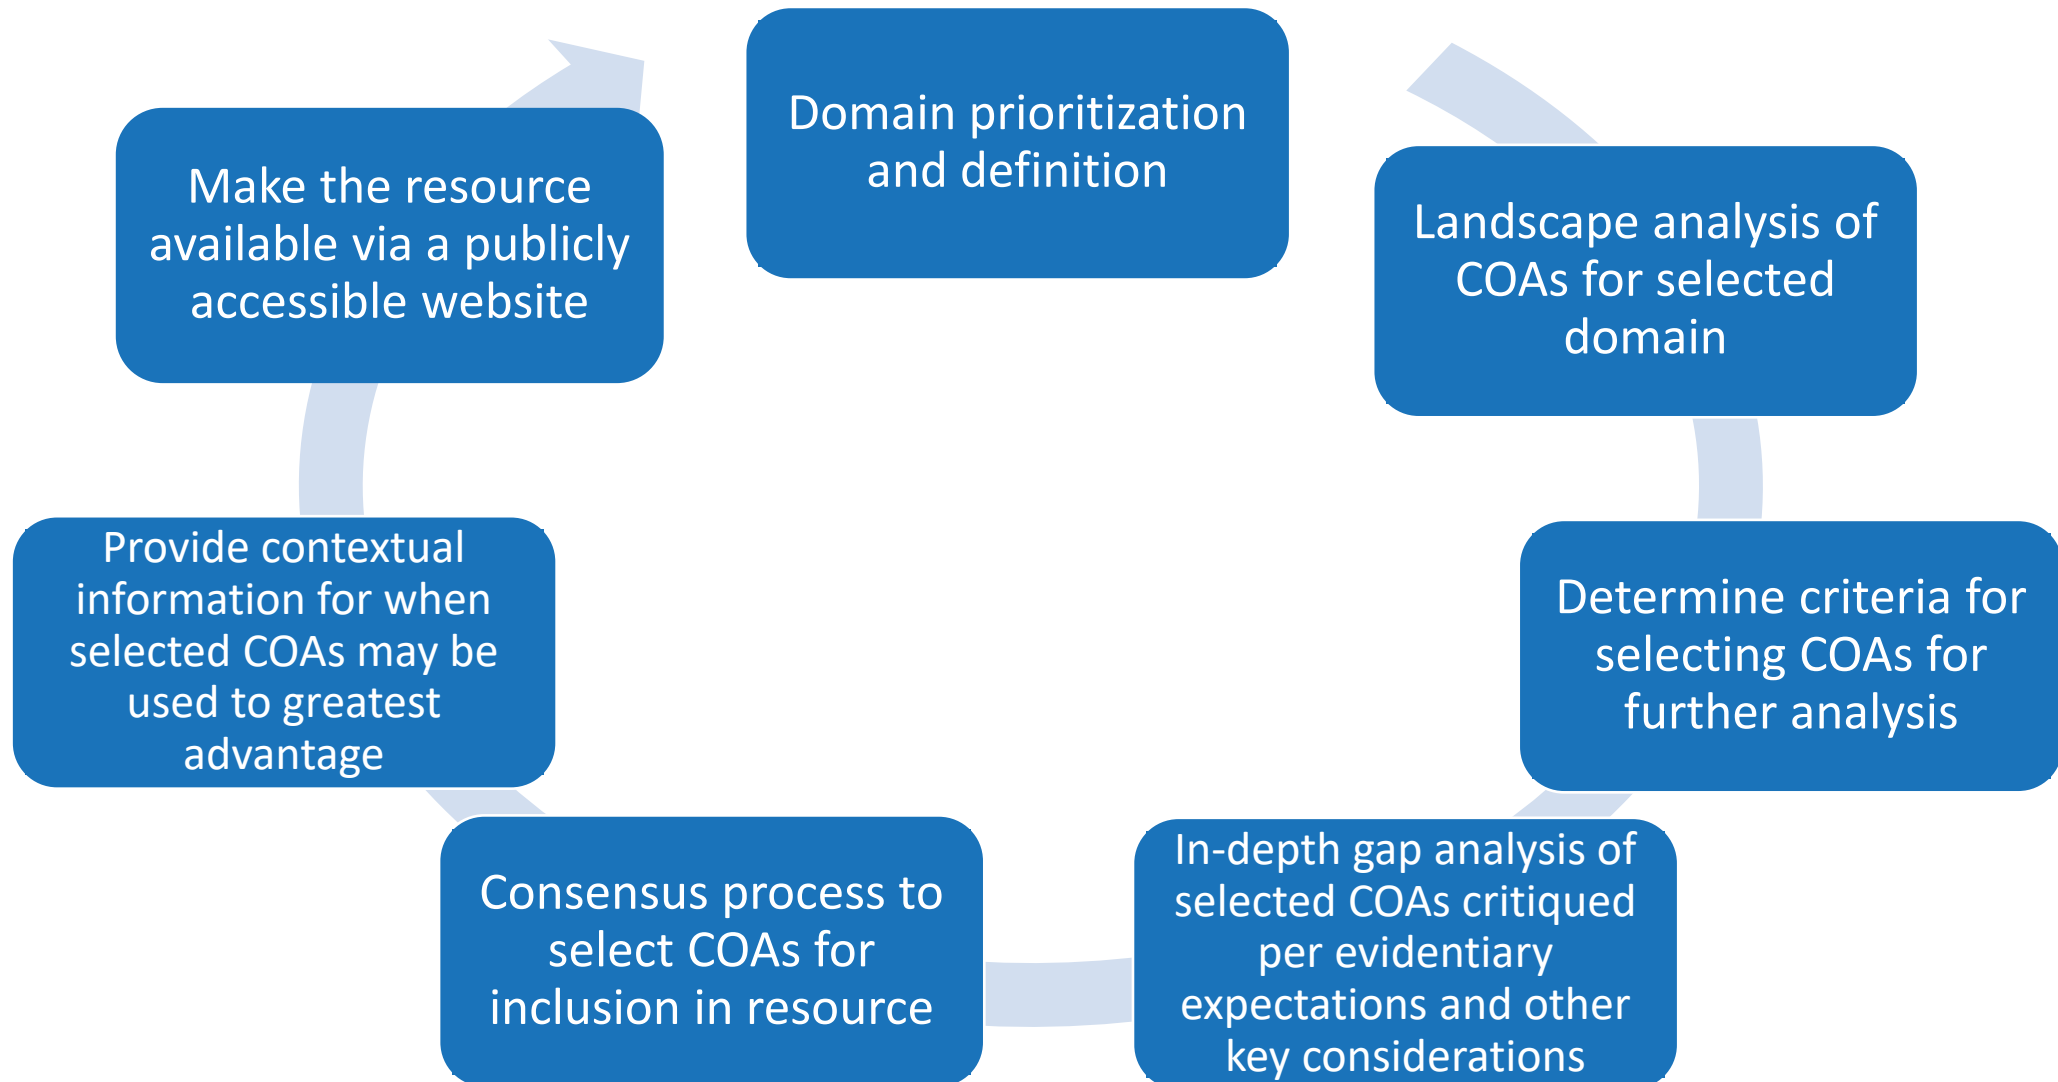 Domain prioritization
and definition
Landscape analysis of
COAs for selected
domain
Determine criteria for
selecting COAs for
further analysis
In-depth gap analysis of
selected COAs critiqued
per evidentiary
expectations and other
key considerations
Consensus process to
select COAs for
inclusion in resource
Provide contextual
information for when
selected COAs may be
used to greatest
advantage
Make the resource
available via a publicly
accessible website